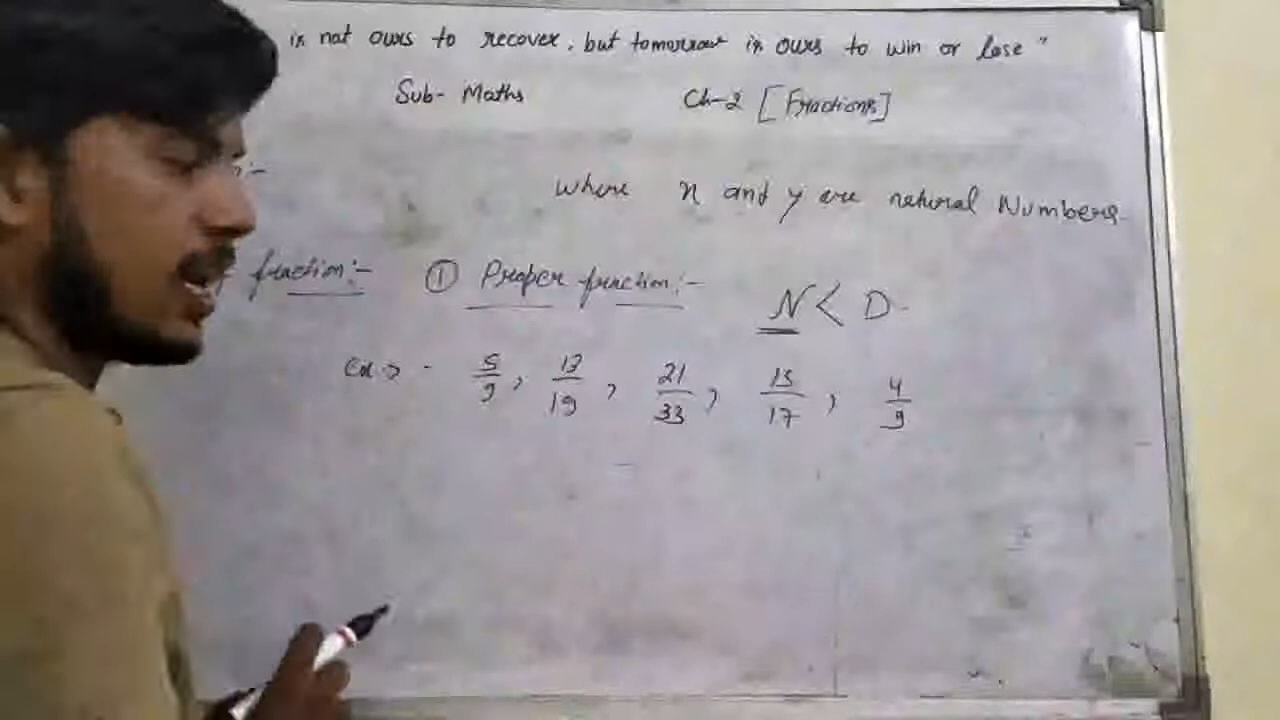 is not ours to recover, but tomorrow is ours to win or lose"
Sub- Maths Ch-2 [Fractions]
:-
where x and y are natural Numbers.
fraction:- ① Proper fraction:- N < D
Ex → - 5/9, 13/19, 21/33, 15/17, 4/9